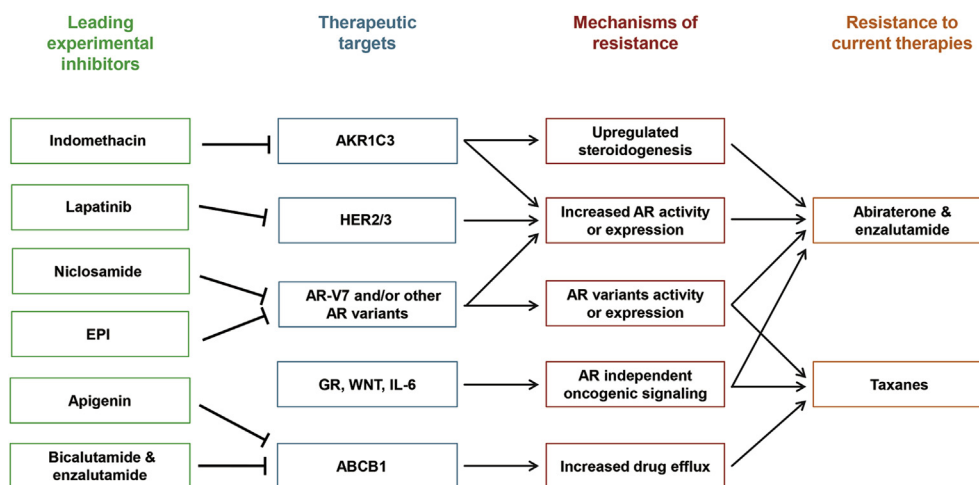 Leading
experimental
inhibitors
Therapeutic
targets
Mechanisms of
resistance
Resistance to
current therapies
Indomethacin
AKR1C3
Upregulated
steroidogenesis
Lapatinib
HER2/3
Increased AR activity
or expression
Abiraterone &
enzalutamide
Niclosamide
AR-V7 and/or other
AR variants
AR variants activity
or expression
EPI
GR, WNT, IL-6
AR independent
oncogenic signaling
Taxanes
Apigenin
Bicalutamide &
enzalutamide
ABCB1
Increased drug efflux